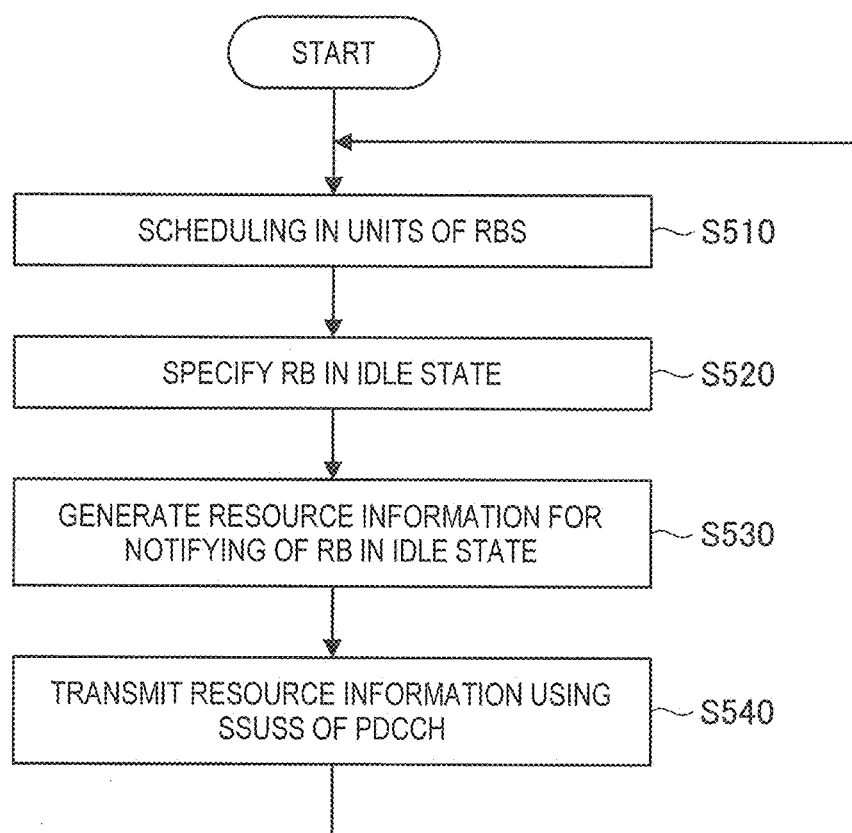 START
SCHEDULING IN UNITS OF RBS
S510
SPECIFY RB IN IDLE STATE
S520
GENERATE RESOURCE INFORMATION FOR
NOTIFYING OF RB IN IDLE STATE
S530
TRANSMIT RESOURCE INFORMATION USING
SSUSS OF PDCCH
S540